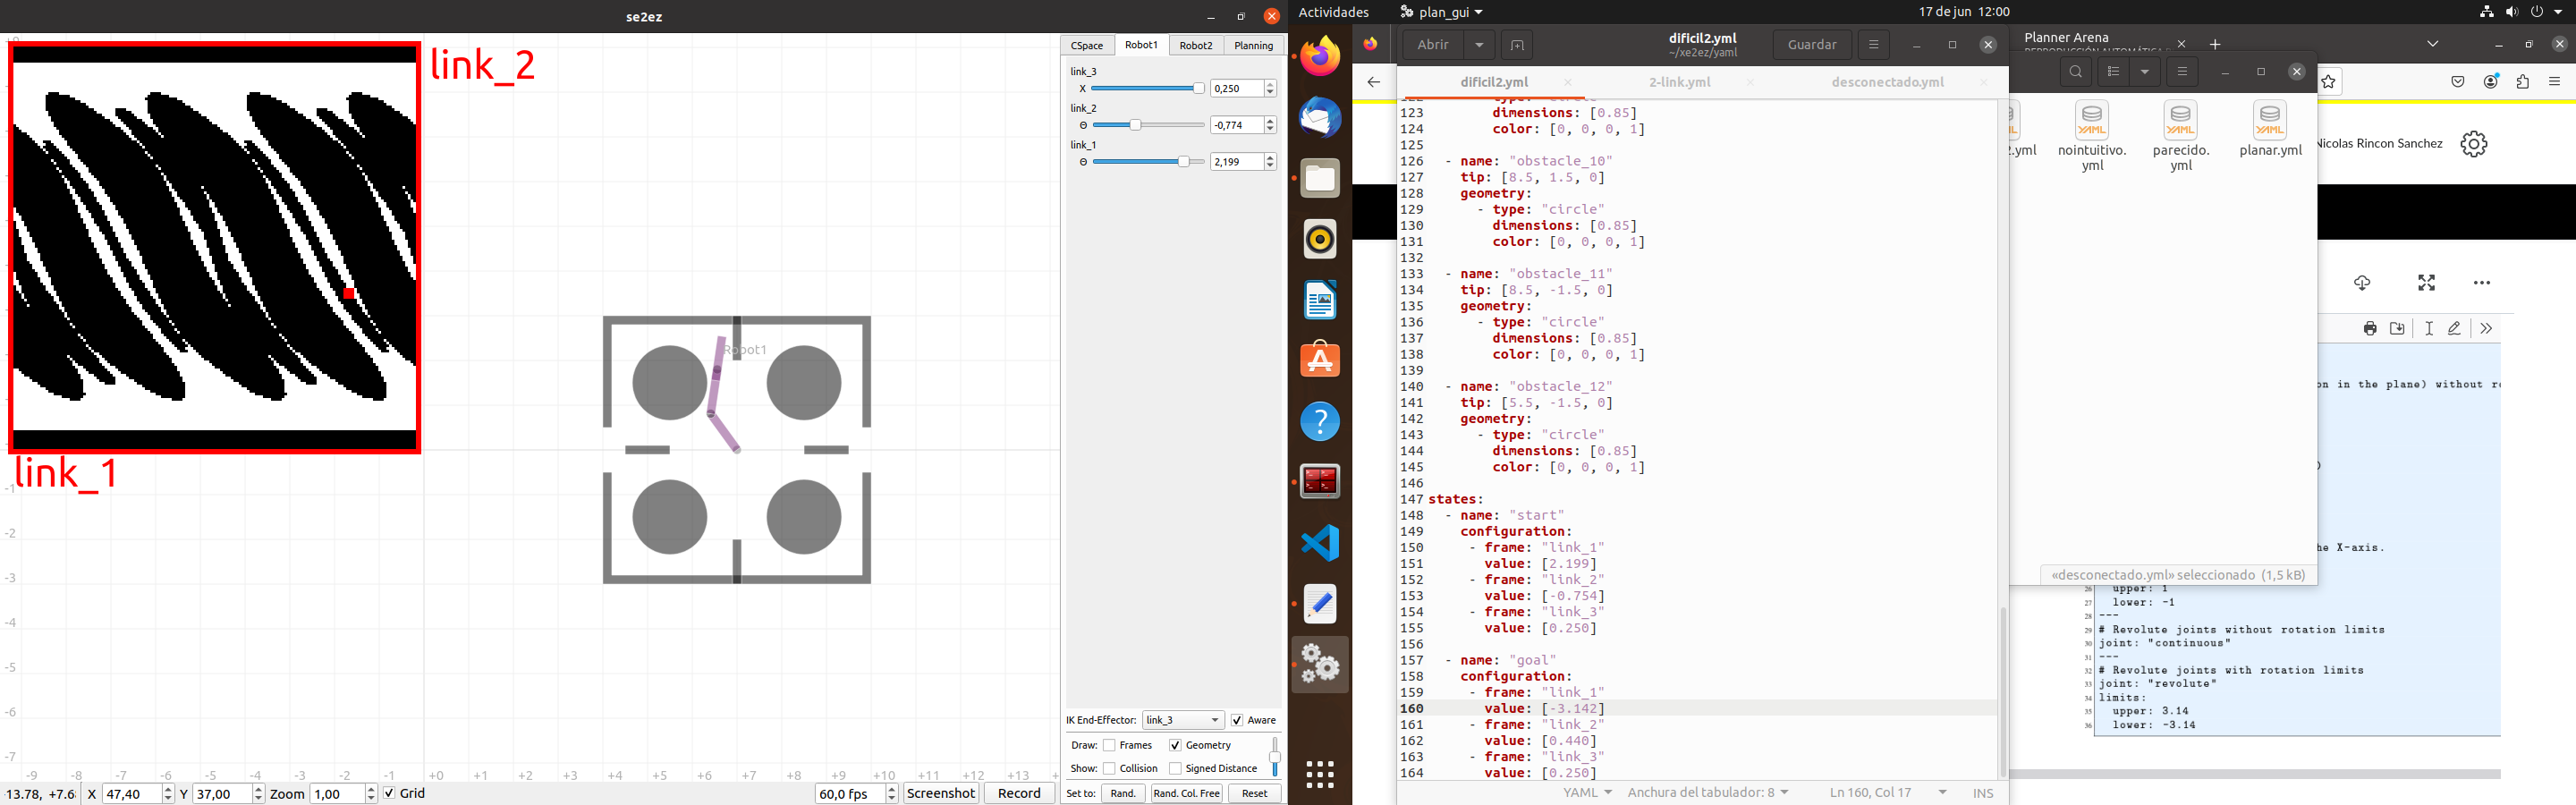 se2ez
link_2
link_1
CSpace
Robot1
Robot2
Planning
link_3
X
0,250
link_2
Θ
-0,774
link_1
Θ
2,199
Robot1
-1
-2
-3
-4
-5
-6
-7
-9 -8 -7 -6 -5 -4 -3 -2 -1 +0 +1 +2 +3 +4 +5 +6 +7 +8 +9 +10 +11 +12 +13
IK End-Effector: link_3 Aware
Draw: Frames Geometry
Show: Collision Signed Distance
Set to: Rand. Rand. Col. Free Reset
X 47,40 Y 37,00 Zoom 1,00 Grid
60,0 fps Screenshot Record
Actividades plan_gui 17 de jun 12:00
Abrir
dificil2.yml
~/xe2ez/yaml
Guardar
dificil2.yml 2-link.yml desconectado.yml
123 dimensions: [0.85]
124 color: [0, 0, 0, 1]
125
126 - name: "obstacle_10"
127 tip: [8.5, 1.5, 0]
128 geometry:
129 - type: "circle"
130 dimensions: [0.85]
131 color: [0, 0, 0, 1]
132
133 - name: "obstacle_11"
134 tip: [8.5, -1.5, 0]
135 geometry:
136 - type: "circle"
137 dimensions: [0.85]
138 color: [0, 0, 0, 1]
139
140 - name: "obstacle_12"
141 tip: [5.5, -1.5, 0]
142 geometry:
143 - type: "circle"
144 dimensions: [0.85]
145 color: [0, 0, 0, 1]
146
147 states:
148 - name: "start"
149 configuration:
150 - frame: "link_1"
151 value: [2.199]
152 - frame: "link_2"
153 value: [-0.754]
154 - frame: "link_3"
155 value: [0.250]
156
157 - name: "goal"
158 configuration:
159 - frame: "link_1"
160 value: [-3.142]
161 - frame: "link_2"
162 value: [0.440]
163 - frame: "link_3"
164 value: [0.250]
YAML Anchura del tabulador: 8 Ln 160, Col 17 INS
Planner Arena
YAML YAML YAML
nointuitivo.
yml
parecido.
yml
planar.yml
Nicolas Rincon Sanchez
on in the plane) without
he X-axis.
«desconectado.yml» seleccionado (1,5 kB)
26 upper: 1
27 lower: -1
28 ---
29 # Revolute joints without rotation limits
30 joint: "continuous"
31 ---
32 # Revolute joints with rotation limits
33 joint: "revolute"
34 limits:
35 upper: 3.14
36 lower: -3.14